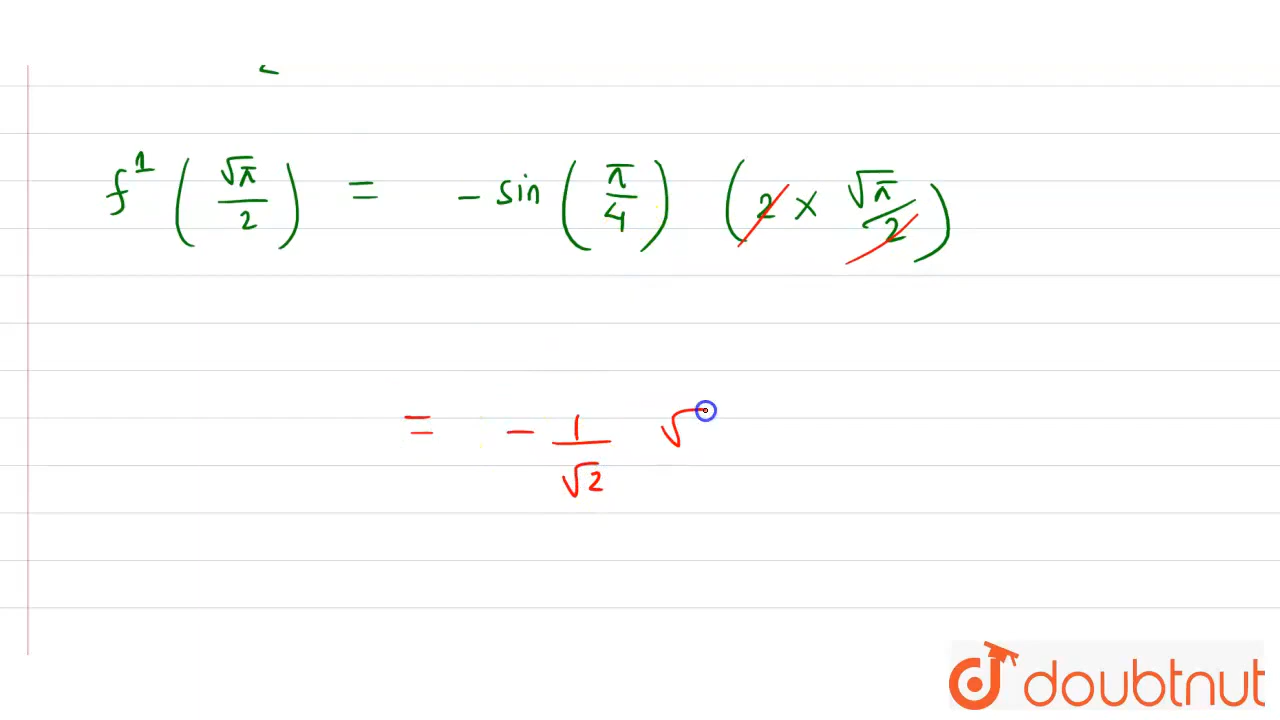 f¹ ( √π / 2 ) = - sin ( π / 4 ) ( 2 × √π / 2 )
= - 1 / √2 √
doubtnut